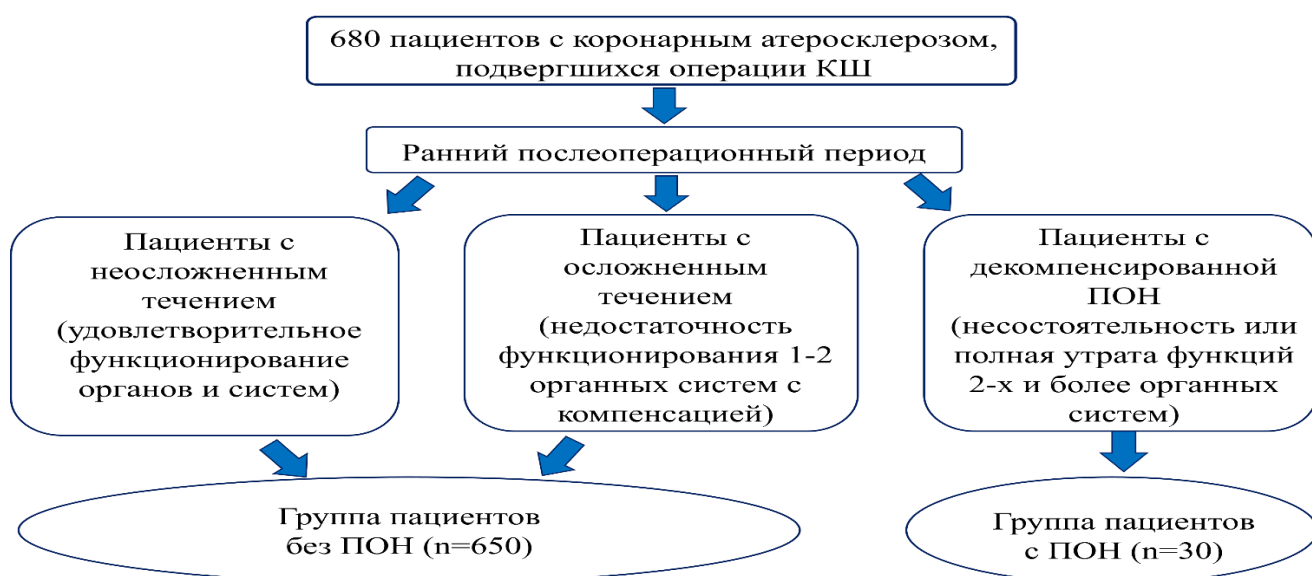 680 пациентов с коронарным атеросклерозом,
подвергшихся операции КШ
Ранний послеоперационный период
Пациенты с
неосложненным
течением
(удовлетворительное
функционирование
органов и систем)
Пациенты с
осложненным
течением
(недостаточность
функционирования 1-2
органных систем с
компенсацией)
Пациенты с
декомпенсированной
ПОН
(несостоятельность или
полная утрата функций
2-х и более органных
систем)
Группа пациентов
без ПОН (n=650)
Группа пациентов
с ПОН (n=30)